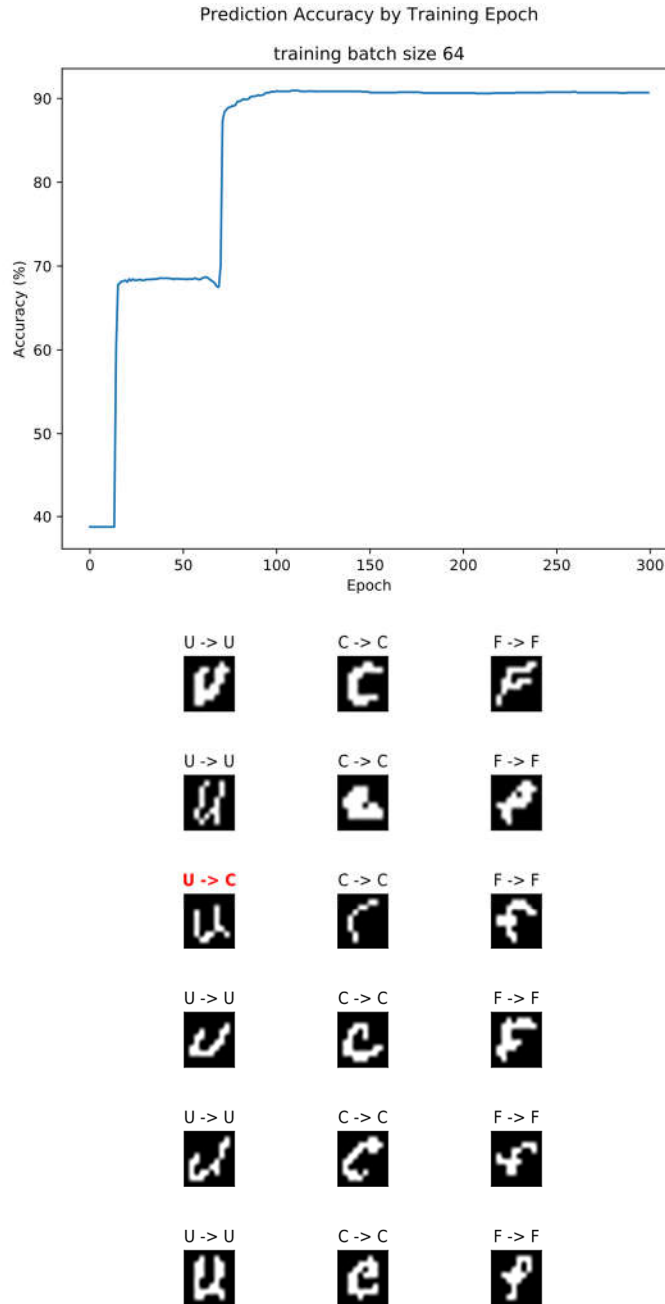 Prediction Accuracy by Training Epoch
training batch size 64
90
80
70
60
50
40
Accuracy (%)
0 50 100 150 200 250 300
Epoch
U -> U C -> C F -> F
U -> U C -> C F -> F
U -> C C -> C F -> F
U -> U C -> C F -> F
U -> U C -> C F -> F
U -> U C -> C F -> F